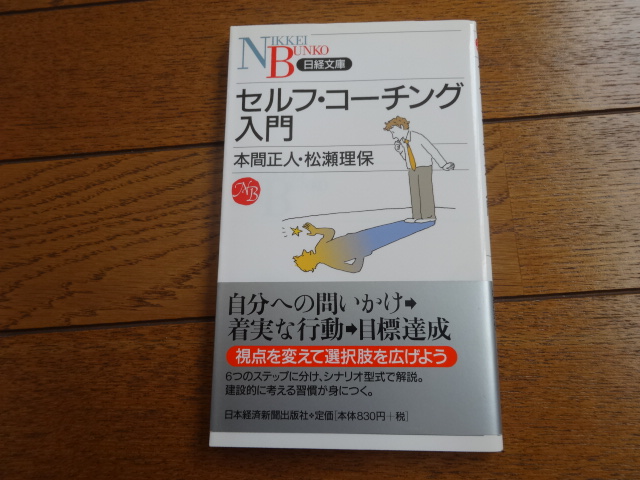 NIKKEI
BUNKO
日経文庫
セルフ・コーチング
入門
本間正人・松瀬理保
NB
自分への問いかけ➡
着実な行動➡目標達成
視点を変えて選択肢を広げよう
6つのステップに分け、シナリオ型式で解説。
建設的に考える習慣が身につく。
日本経済新聞出版社✧定価[本体830円+税]